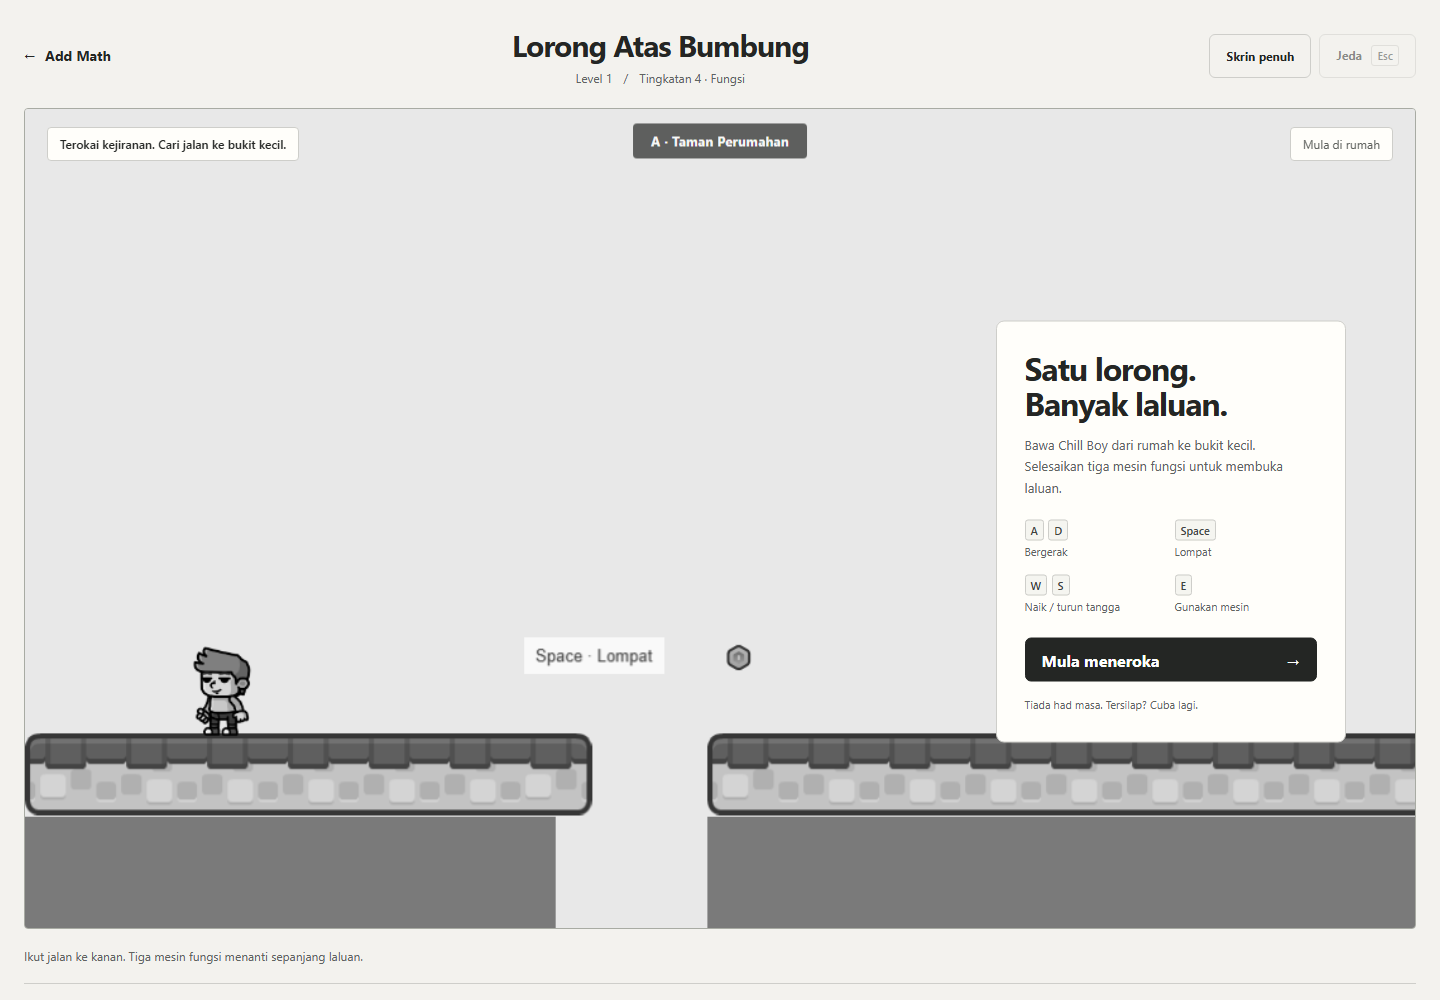 ← Add Math
Lorong Atas Bumbung
Level 1 / Tingkatan 4 · Fungsi
Skrin penuh
Jeda Esc
Terokai kejiranan. Cari jalan ke bukit kecil.
A · Taman Perumahan
Mula di rumah
Satu lorong.
Banyak laluan.
Bawa Chill Boy dari rumah ke bukit kecil.
Selesaikan tiga mesin fungsi untuk membuka
laluan.
A D
Bergerak
Space
Lompat
W S
Naik / turun tangga
E
Gunakan mesin
Mula meneroka →
Tiada had masa. Tersilap? Cuba lagi.
Space · Lompat
Ikut jalan ke kanan. Tiga mesin fungsi menanti sepanjang laluan.